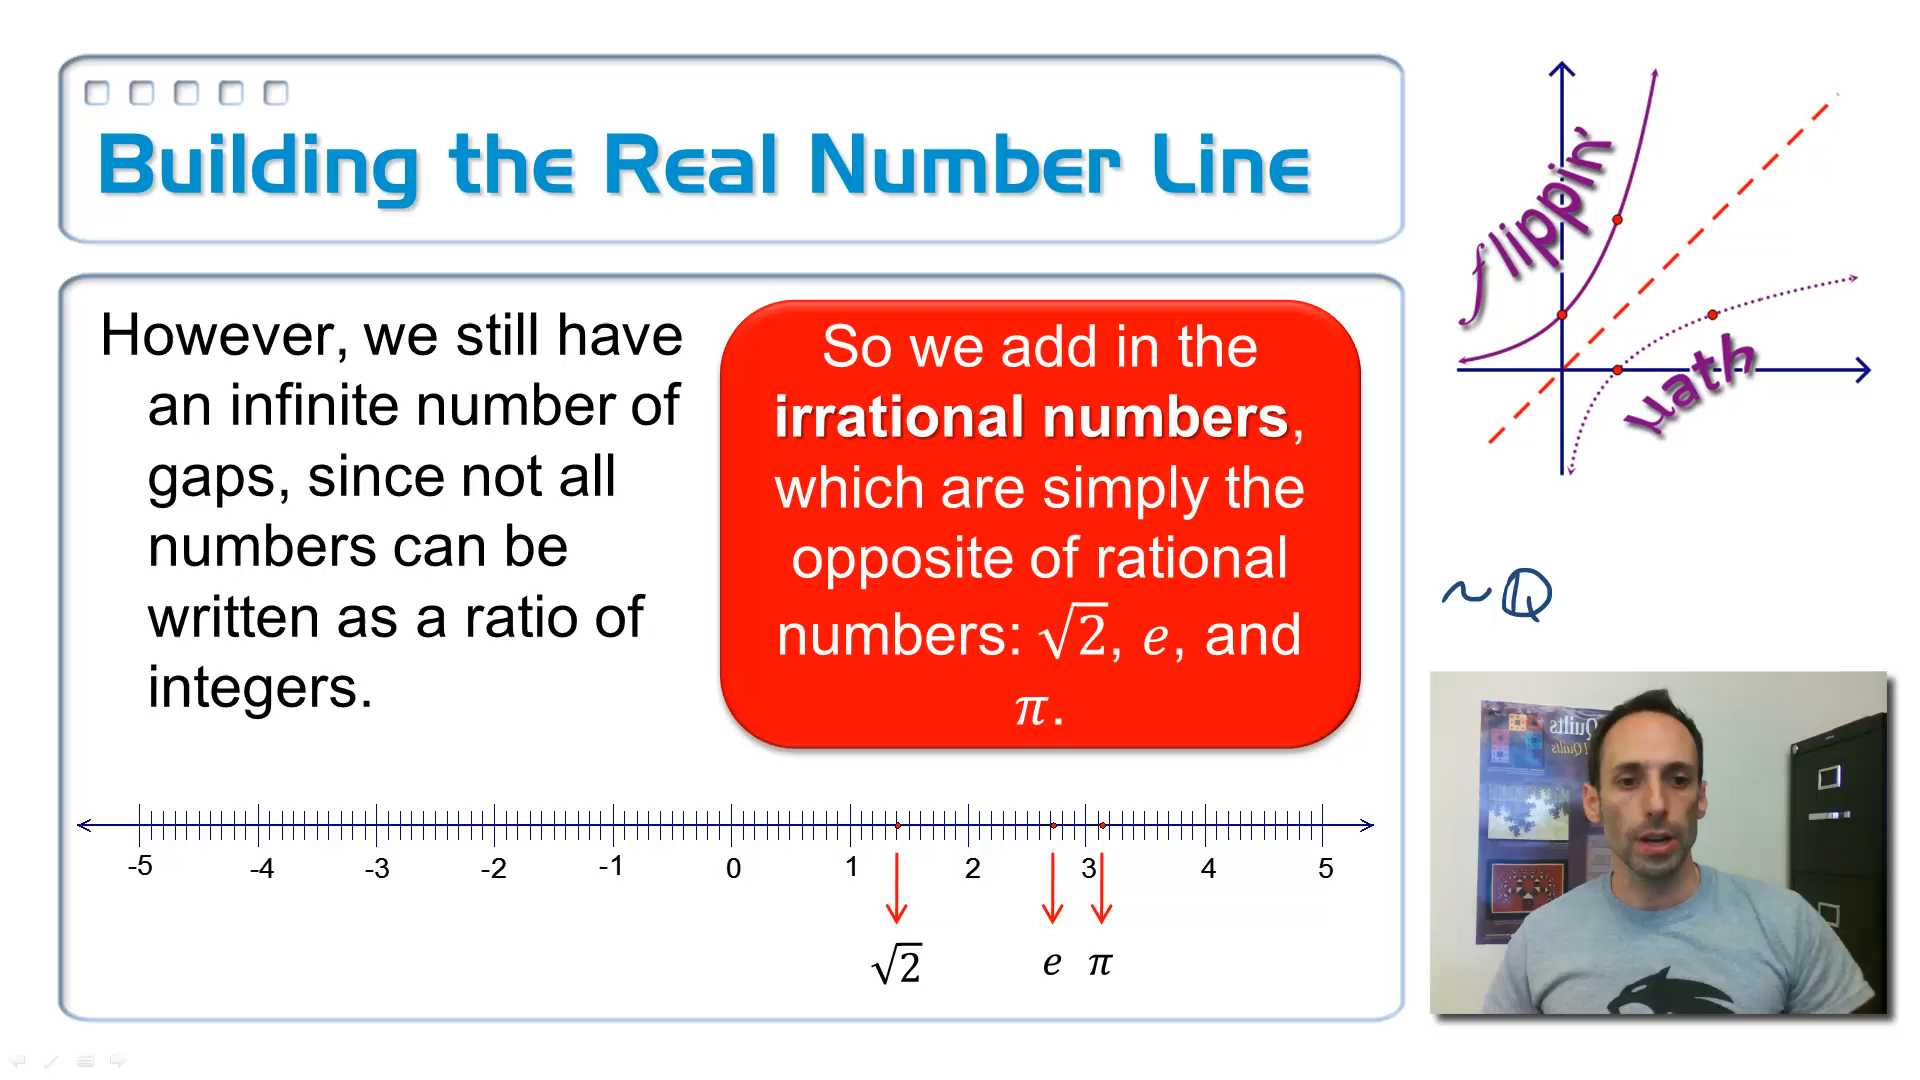 Building the Real Number Line
However, we still have
an infinite number of
gaps, since not all
numbers can be
written as a ratio of
integers.
So we add in the
irrational numbers,
which are simply the
opposite of rational
numbers: √2, e, and
π.
-5 -4 -3 -2 -1 0 1 2 3 4 5
√2 e π
flippin'
math
~ℚ
Quilts
Quilts